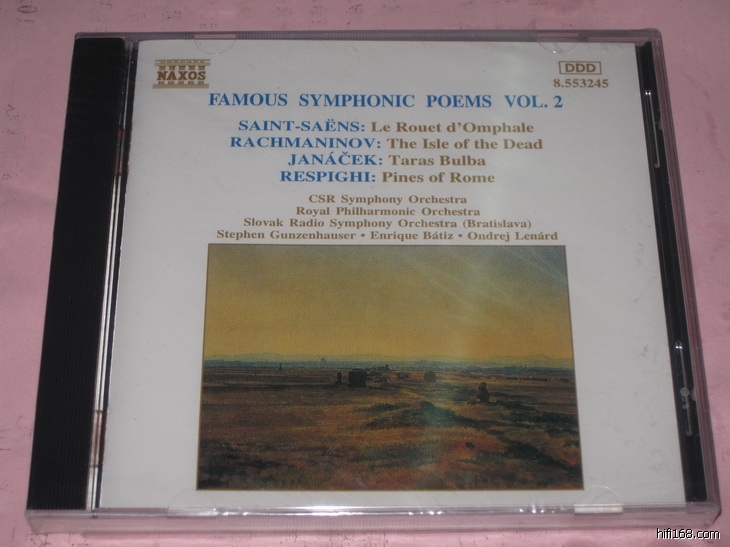 NAXOS
DDD
8.553245
FAMOUS SYMPHONIC POEMS VOL. 2
SAINT-SAËNS: Le Rouet d'Omphale
RACHMANINOV: The Isle of the Dead
JANÁČEK: Taras Bulba
RESPIGHI: Pines of Rome
CSR Symphony Orchestra
Royal Philharmonic Orchestra
Slovak Radio Symphony Orchestra (Bratislava)
Stephen Gunzenhauser • Enrique Bátiz • Ondrej Lenárd
hifi168.com